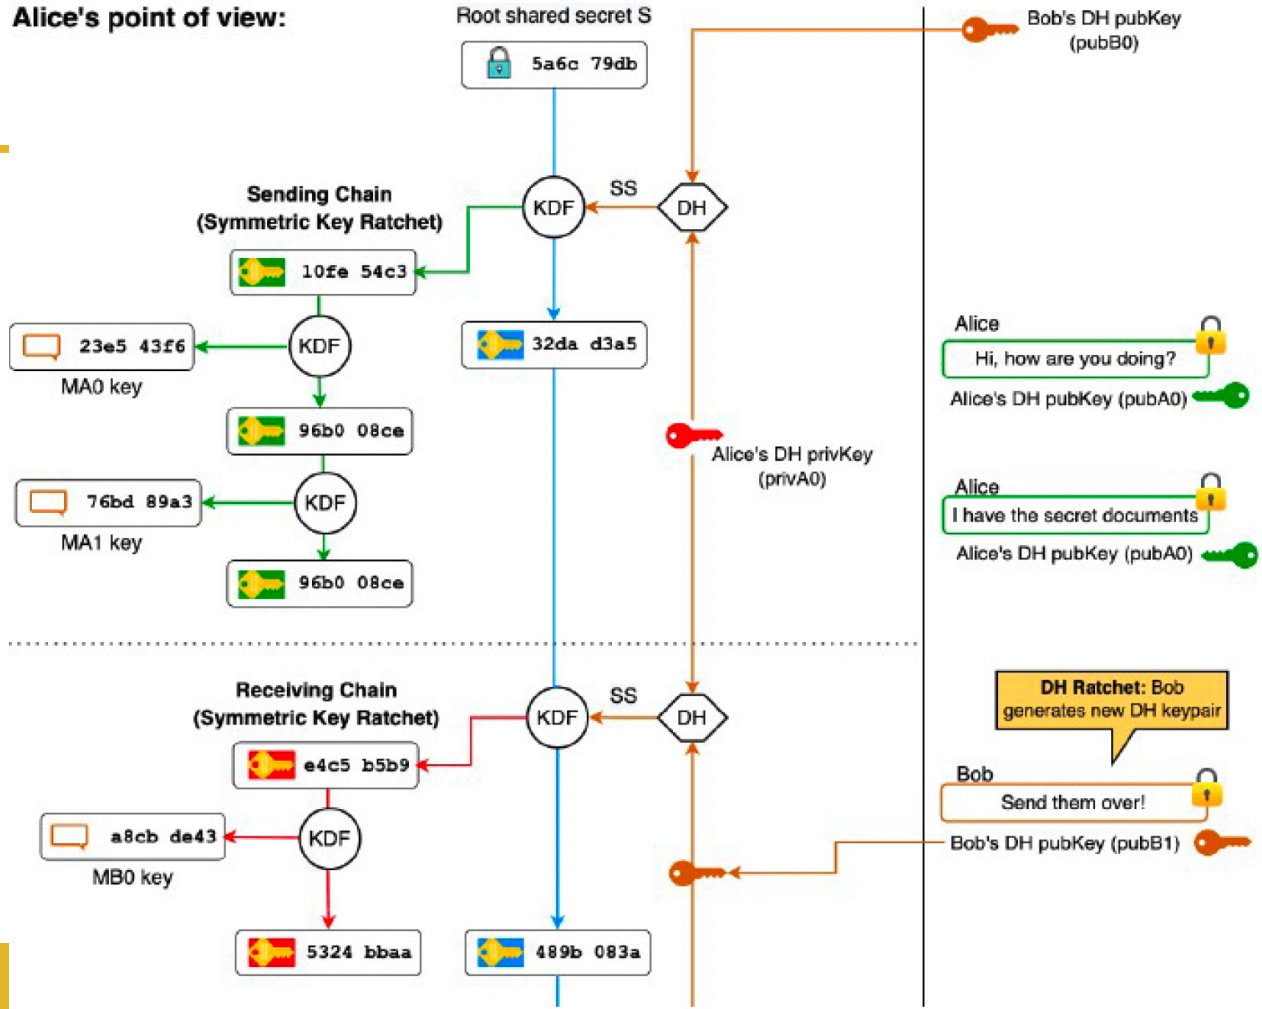 Alice's point of view:
Root shared secret S
5a6c 79db
Bob's DH pubKey
(pubB0)
Sending Chain
(Symmetric Key Ratchet)
KDF
SS
DH
10fe 54c3
KDF
23e5 43f6
MA0 key
32da d3a5
96b0 08ce
KDF
76bd 89a3
MA1 key
96b0 08ce
Alice's DH privKey
(privA0)
Alice
Hi, how are you doing?
Alice's DH pubKey (pubA0)
Alice
I have the secret documents
Alice's DH pubKey (pubA0)
Receiving Chain
(Symmetric Key Ratchet)
KDF
SS
DH
e4c5 b5b9
KDF
a8cb de43
MB0 key
5324 bbaa
489b 083a
DH Ratchet: Bob
generates new DH keypair
Bob
Send them over!
Bob's DH pubKey (pubB1)